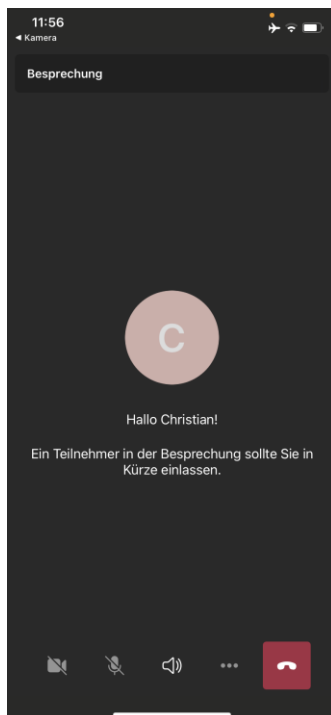 11:56
◄ Kamera
Besprechung
C
Hallo Christian!
Ein Teilnehmer in der Besprechung sollte Sie in
Kürze einlassen.